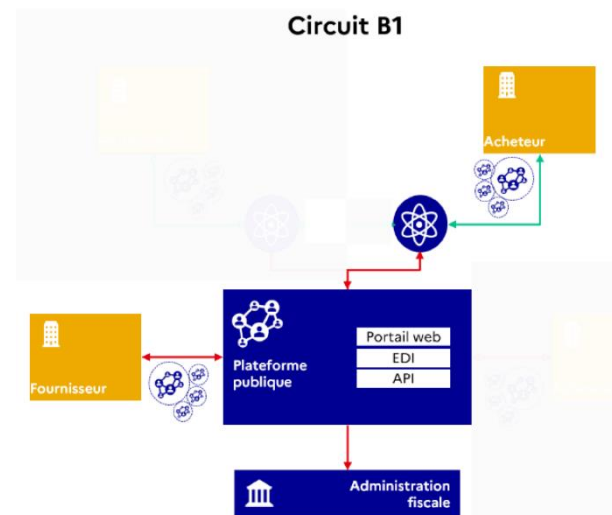 Circuit B1
Acheteur
Portail web
EDI
API
Plateforme
publique
Fournisseur
Administration
fiscale